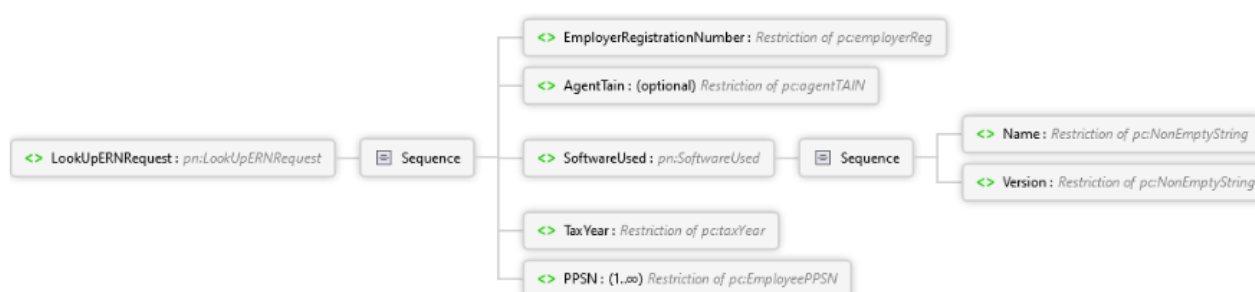 <> EmployerRegistrationNumber : Restriction of pc:employerReg
<> AgentTain : (optional) Restriction of pc:agentTAIN
<> LookUpERNRequest : pn:LookUpERNRequest
Sequence
<> SoftwareUsed : pn:SoftwareUsed
Sequence
<> Name : Restriction of pc:NonEmptyString
<> Version : Restriction of pc:NonEmptyString
<> TaxYear : Restriction of pc:taxYear
<> PPSN : (1..∞) Restriction of pc:EmployeePPSN